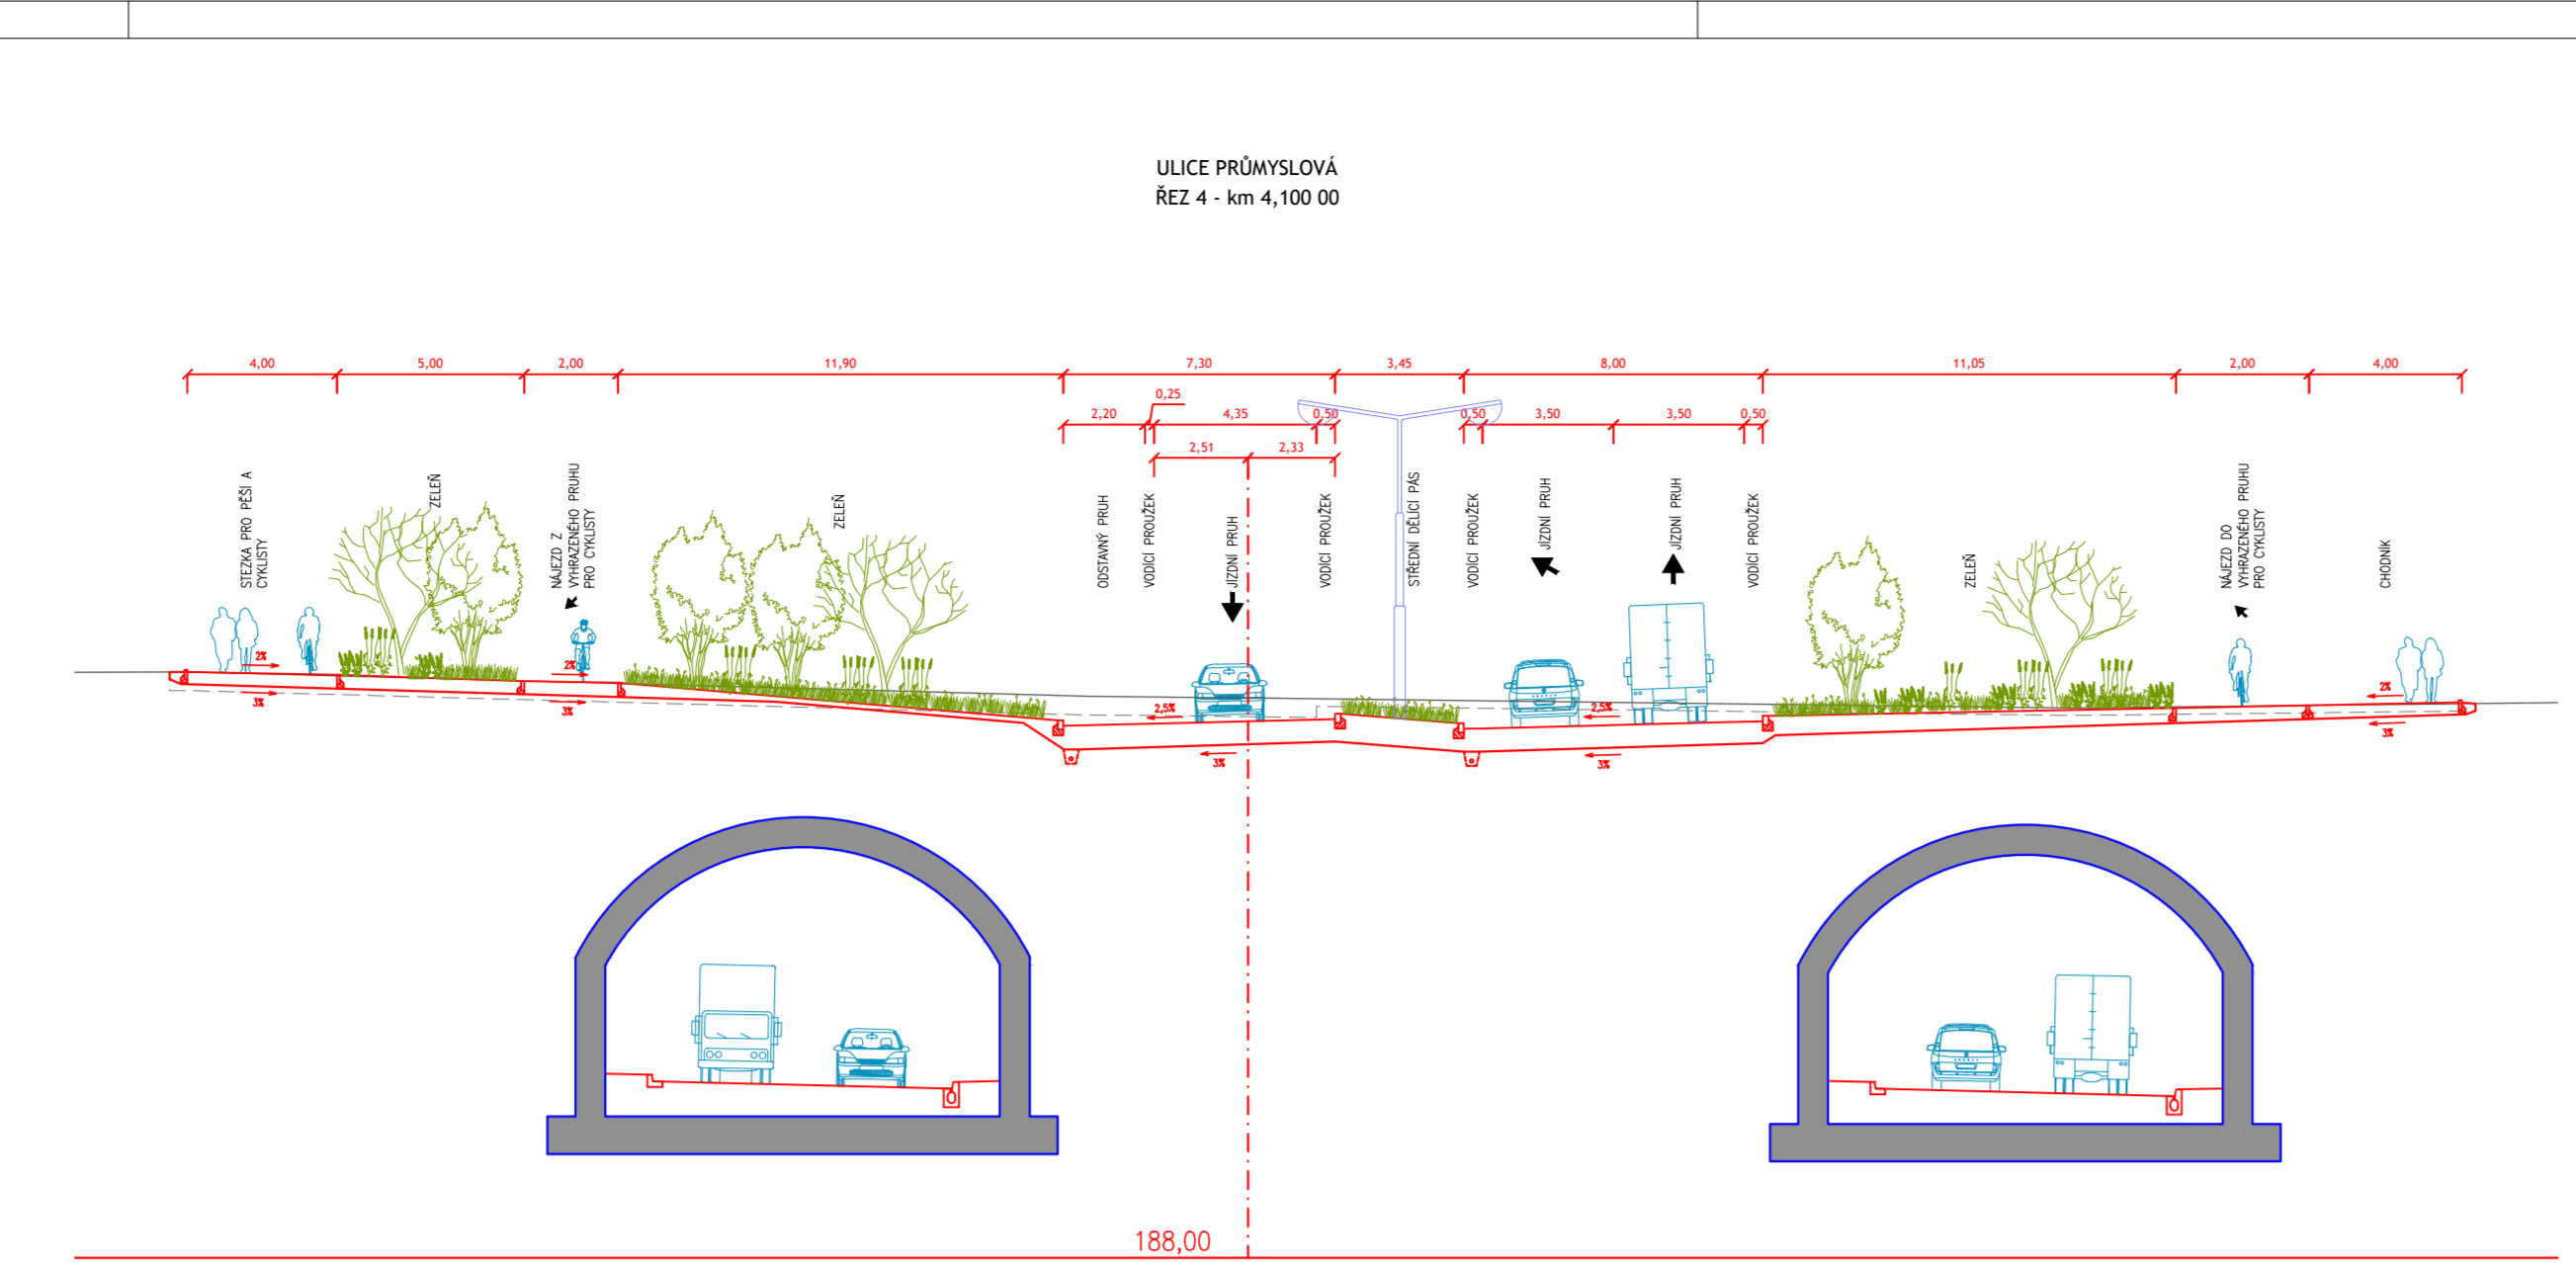 ULICE PRŮMYSLOVÁ
ŘEZ 4 - km 4,100 00
4,00
5,00
2,00
11,90
7,30
3,45
8,00
11,05
2,00
4,00
0,25
2,20
4,35
0,50
0,50
3,50
3,50
0,50
2,51
2,33
STEZKA PRO PĚŠÍ A
CYKLISTY
ZELEŇ
NÁJEZD Z
VYHRAZENÉHO PRUHU
PRO CYKLISTY
ZELEŇ
ODSTAVNÝ PRUH
VODÍCÍ PROUŽEK
JÍZDNÍ PRUH
VODÍCÍ PROUŽEK
STŘEDNÍ DĚLÍCÍ PÁS
VODÍCÍ PROUŽEK
JÍZDNÍ PRUH
JÍZDNÍ PRUH
VODÍCÍ PROUŽEK
ZELEŇ
NÁJEZD DO
VYHRAZENÉHO PRUHU
PRO CYKLISTY
CHODNÍK
2%
2%
2,5%
2,5%
2%
3%
3%
3%
3%
3%
188,00